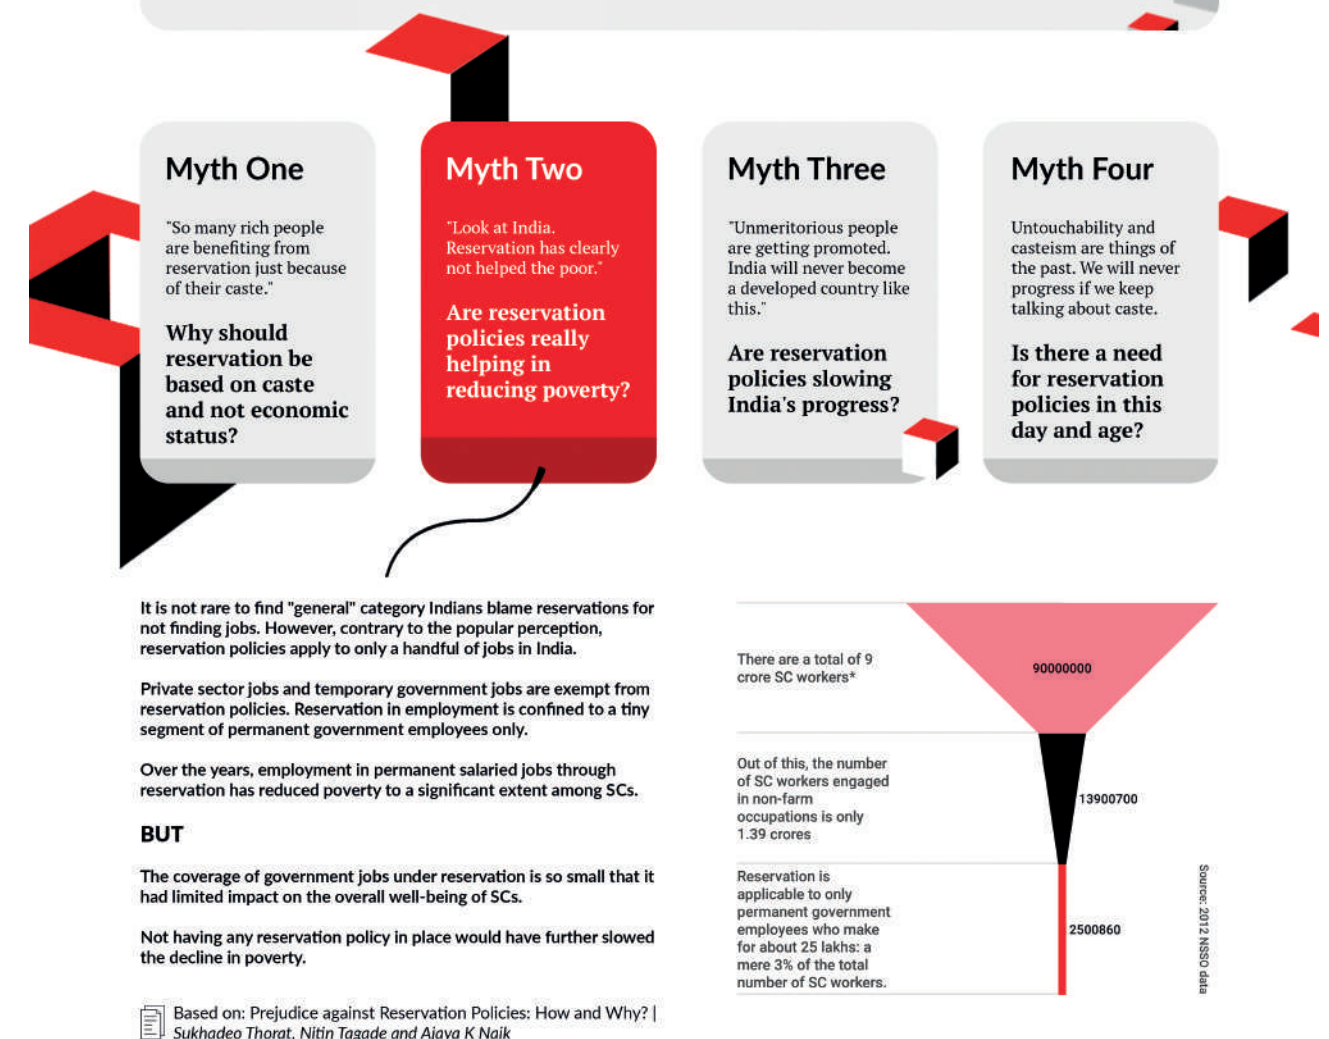 Myth One
"So many rich people
are benefiting from
reservation just because
of their caste."
Why should
reservation be
based on caste
and not economic
status?
Myth Two
"Look at India.
Reservation has clearly
not helped the poor."
Are reservation
policies really
helping in
reducing poverty?
Myth Three
"Unmeritorious people
are getting promoted.
India will never become
a developed country like
this."
Are reservation
policies slowing
India's progress?
Myth Four
Untouchability and
casteism are things of
the past. We will never
progress if we keep
talking about caste.
Is there a need
for reservation
policies in this
day and age?
It is not rare to find "general" category Indians blame reservations for
not finding jobs. However, contrary to the popular perception,
reservation policies apply to only a handful of jobs in India.
Private sector jobs and temporary government jobs are exempt from
reservation policies. Reservation in employment is confined to a tiny
segment of permanent government employees only.
Over the years, employment in permanent salaried jobs through
reservation has reduced poverty to a significant extent among SCs.
BUT
The coverage of government jobs under reservation is so small that it
had limited impact on the overall well-being of SCs.
Not having any reservation policy in place would have further slowed
the decline in poverty.
Based on: Prejudice against Reservation Policies: How and Why? |
Sukhadeo Thorat, Nitin Tagade and Ajaya K Naik
There are a total of 9
crore SC workers*
90000000
Out of this, the number
of SC workers engaged
in non-farm
occupations is only
1.39 crores
13900700
Reservation is
applicable to only
permanent government
employees who make
for about 25 lakhs: a
mere 3% of the total
number of SC workers.
2500860
Source: 2012 NSSO data